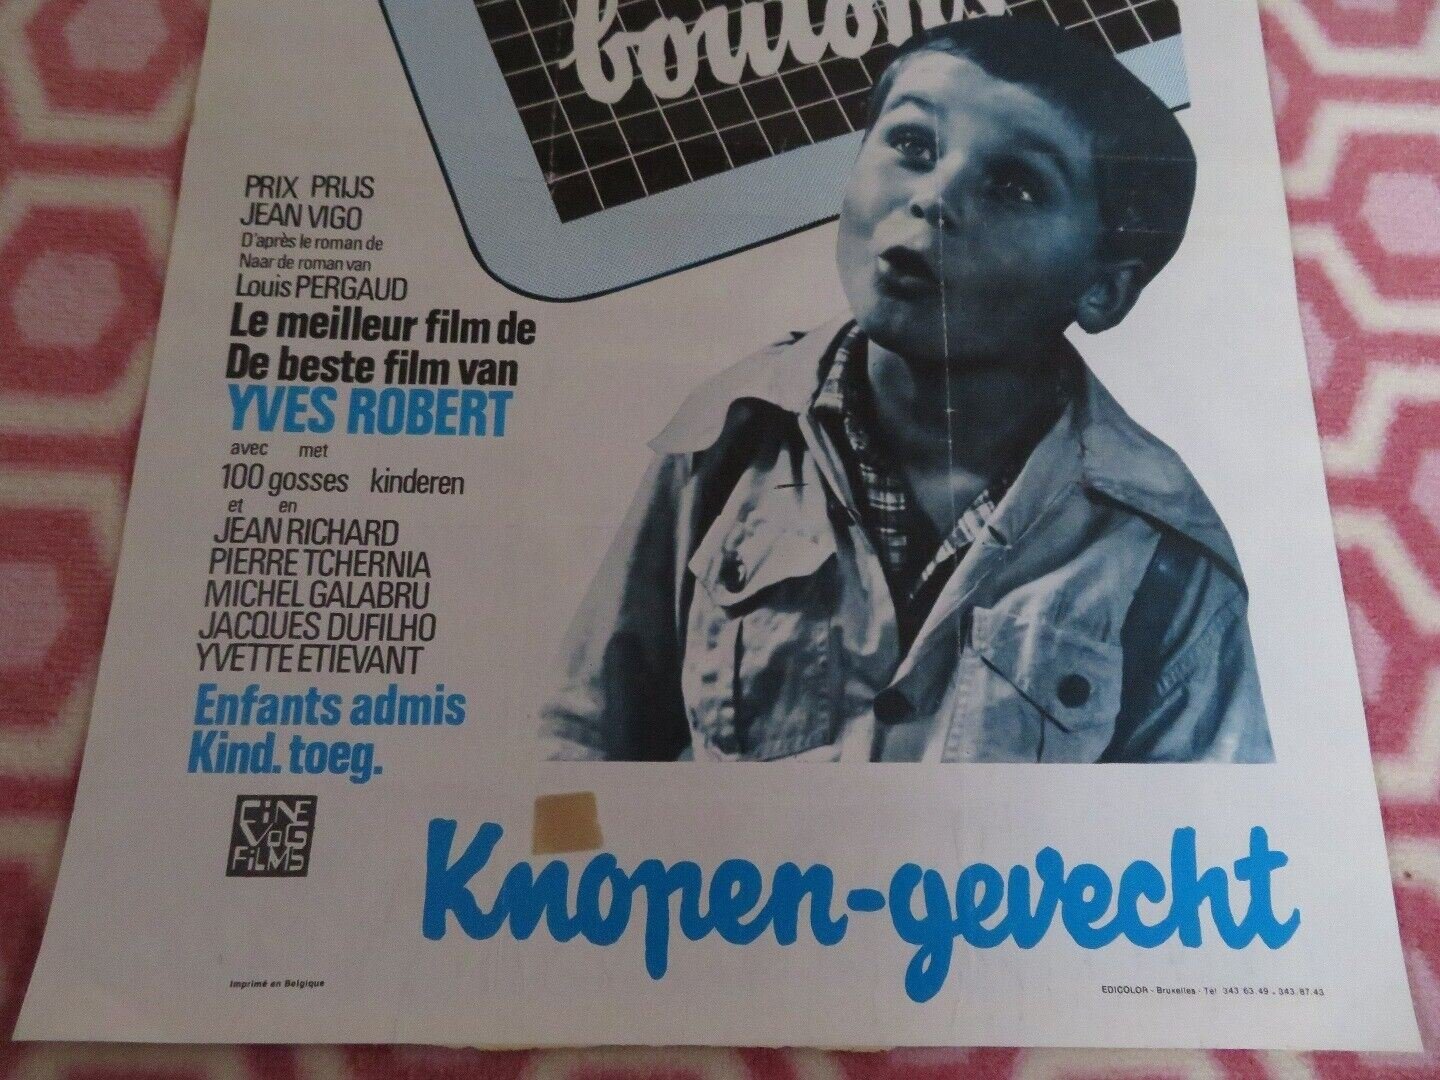 boutons
PRIX PRIJS
JEAN VIGO
D'après le roman de
Naar de roman van
Louis PERGAUD
Le meilleur film de
De beste film van
YVES ROBERT
avec met
100 gosses kinderen
et en
JEAN RICHARD
PIERRE TCHERNIA
MICHEL GALABRU
JACQUES DUFILHO
YVETTE ETIEVANT
Enfants admis
Kind. toeg.
CiNE
VOG
FiLMS
Knopen-gevecht
Imprimé en Belgique
EDICOLOR - Bruxelles - Tel 343 63.49 - 343.87.43